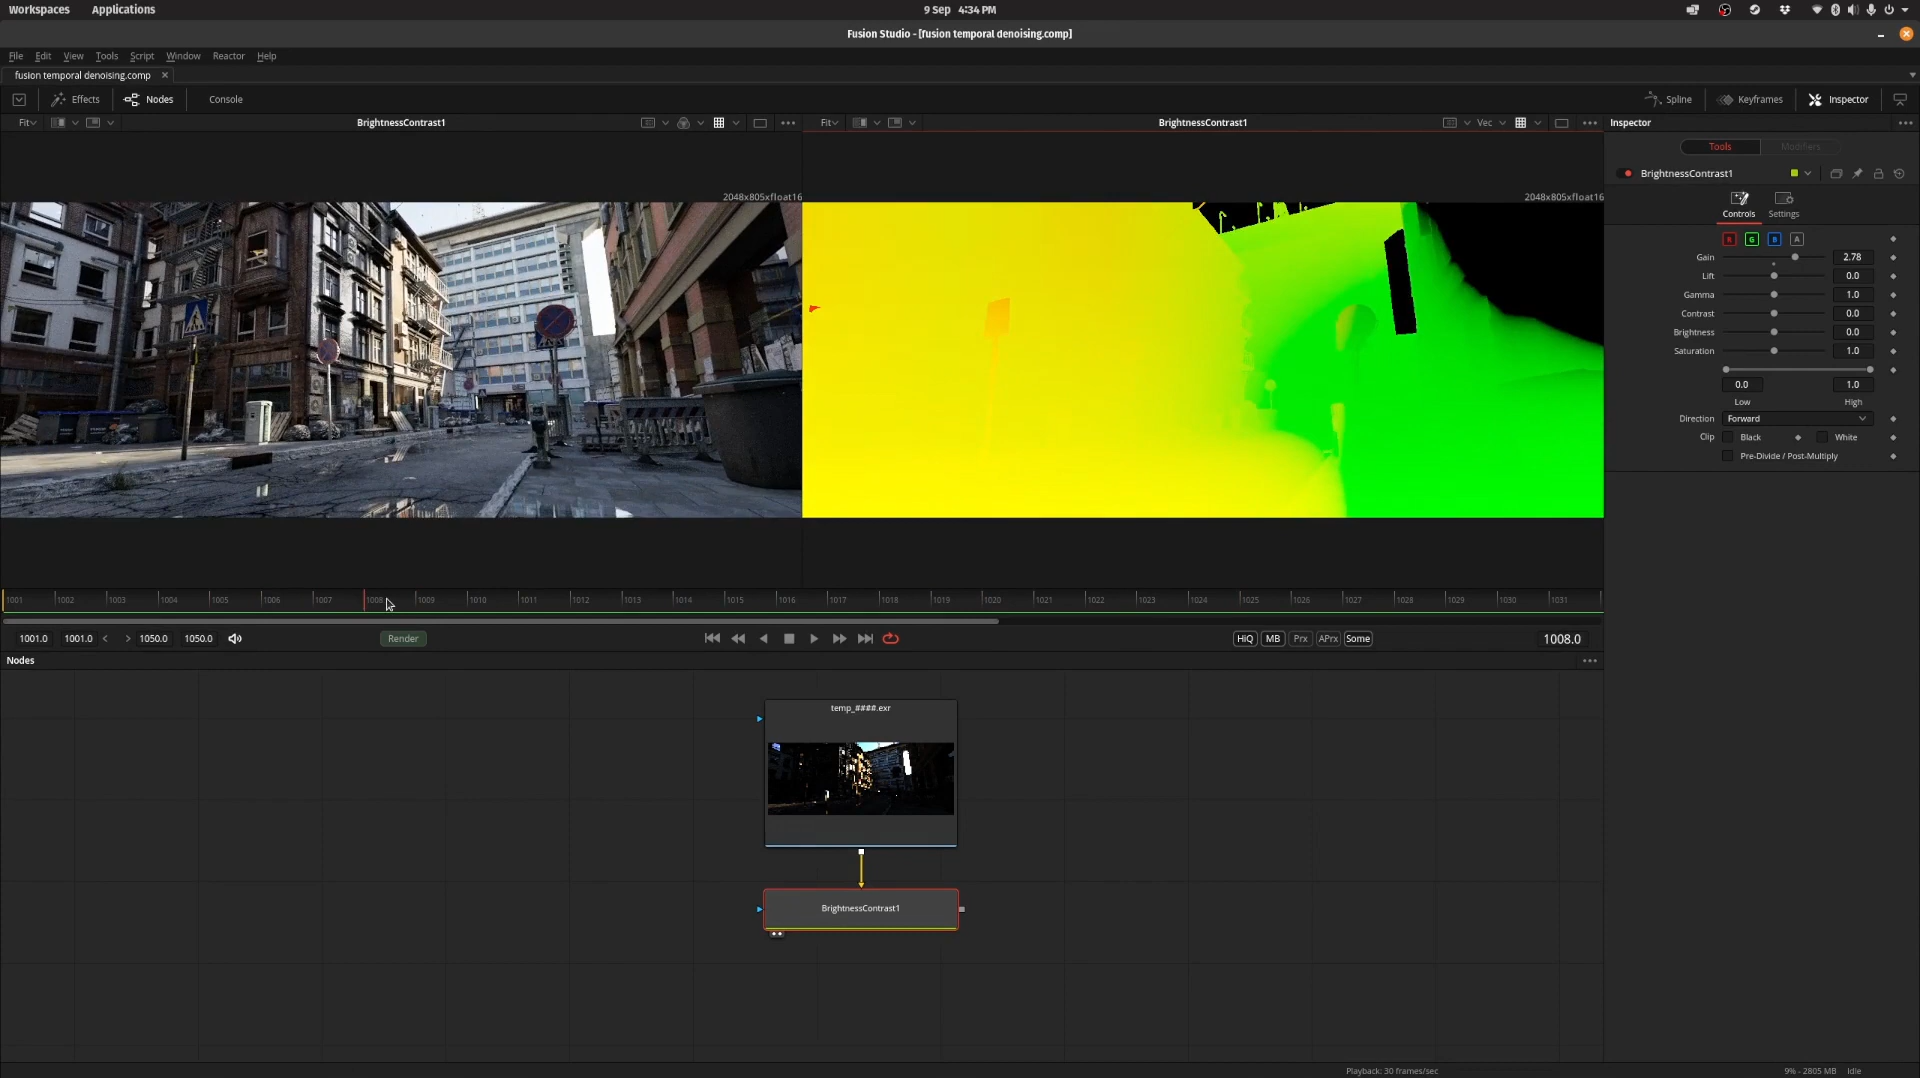 Workspaces Applications 9 Sep 4:34 PM
Fusion Studio - [fusion temporal denoising.comp]
File Edit View Tools Script Window Reactor Help
fusion temporal denoising.comp
Effects Nodes Console Spline Keyframes Inspector
Fit BrightnessContrast1 Fit BrightnessContrast1 Vec Inspector
Tools Modifiers
BrightnessContrast1
2048x805xfloat16 2048x805xfloat16
Controls Settings
R G B A
Gain 2.78
Lift 0.0
Gamma 1.0
Contrast 0.0
Brightness 0.0
Saturation 1.0
0.0 1.0
Low High
Direction Forward
Clip Black White
Pre-Divide / Post-Multiply
1001 1002 1003 1004 1005 1006 1007 1008 1009 1010 1011 1012 1013 1014 1015 1016 1017 1018 1019 1020 1021 1022 1023 1024 1025 1026 1027 1028 1029 1030 1031
1001.0 1001.0 < > 1050.0 1050.0 Render HiQ MB Prx APrx Some 1008.0
Nodes
temp_####.exr
BrightnessContrast1
Playback: 30 frames/sec 9% - 2805 MB Idle